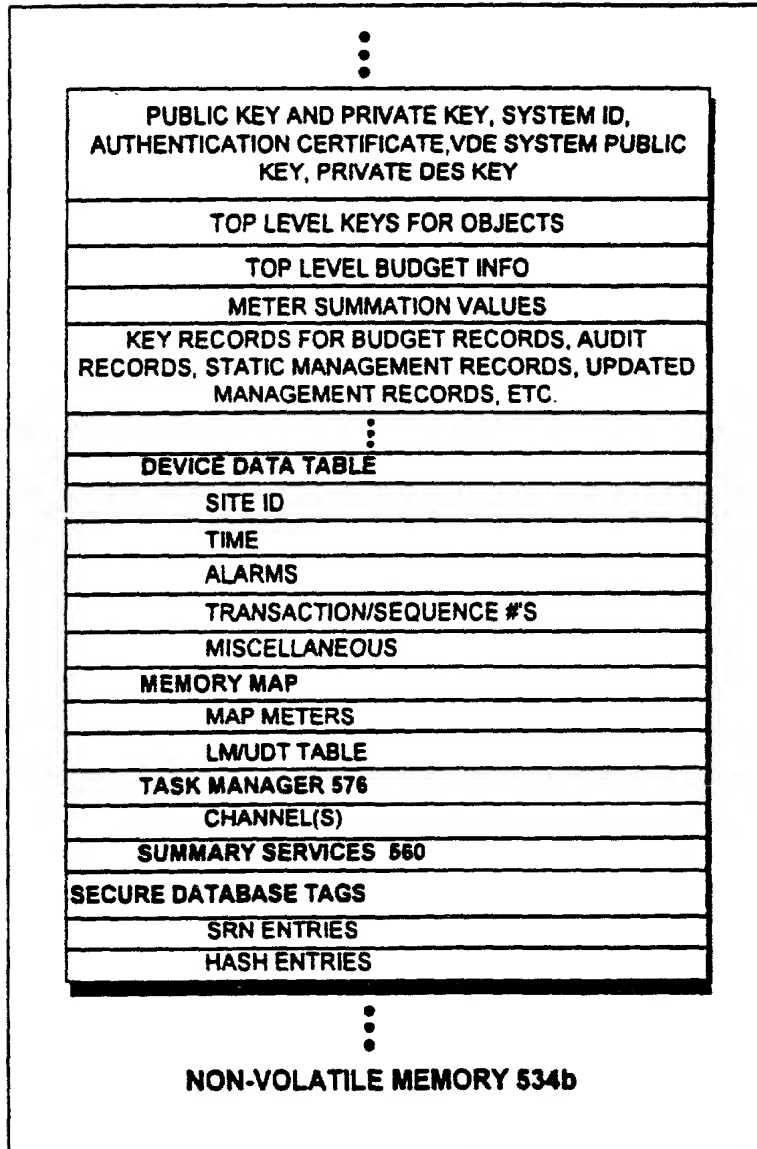 PUBLIC KEY AND PRIVATE KEY, SYSTEM ID,
AUTHENTICATION CERTIFICATE,VDE SYSTEM PUBLIC
KEY, PRIVATE DES KEY
TOP LEVEL KEYS FOR OBJECTS
TOP LEVEL BUDGET INFO
METER SUMMATION VALUES
KEY RECORDS FOR BUDGET RECORDS, AUDIT
RECORDS, STATIC MANAGEMENT RECORDS, UPDATED
MANAGEMENT RECORDS, ETC.
DEVICE DATA TABLE
SITE ID
TIME
ALARMS
TRANSACTION/SEQUENCE #'S
MISCELLANEOUS
MEMORY MAP
MAP METERS
LM/UDT TABLE
TASK MANAGER 576
CHANNEL(S)
SUMMARY SERVICES 560
SECURE DATABASE TAGS
SRN ENTRIES
HASH ENTRIES
NON-VOLATILE MEMORY 534b